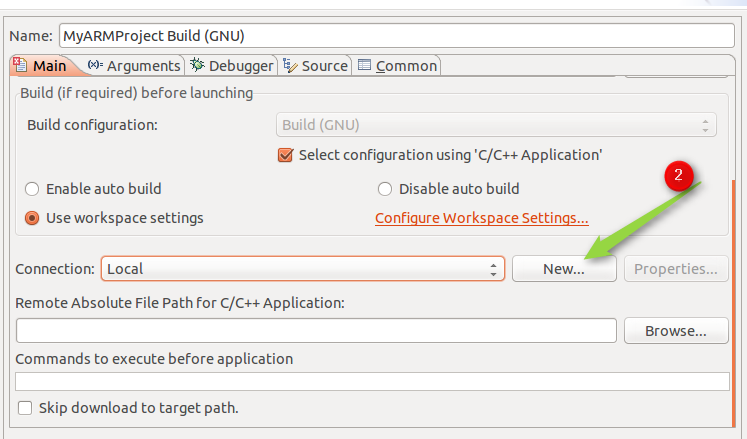 Name: MyARMProject Build (GNU)
Main (x)= Arguments Debugger Source Common
Build (if required) before launching
Build configuration: Build (GNU)
Select configuration using 'C/C++ Application'
2
Enable auto build Disable auto build
Use workspace settings Configure Workspace Settings...
Connection: Local New... Properties...
Remote Absolute File Path for C/C++ Application:
Browse...
Commands to execute before application
Skip download to target path.